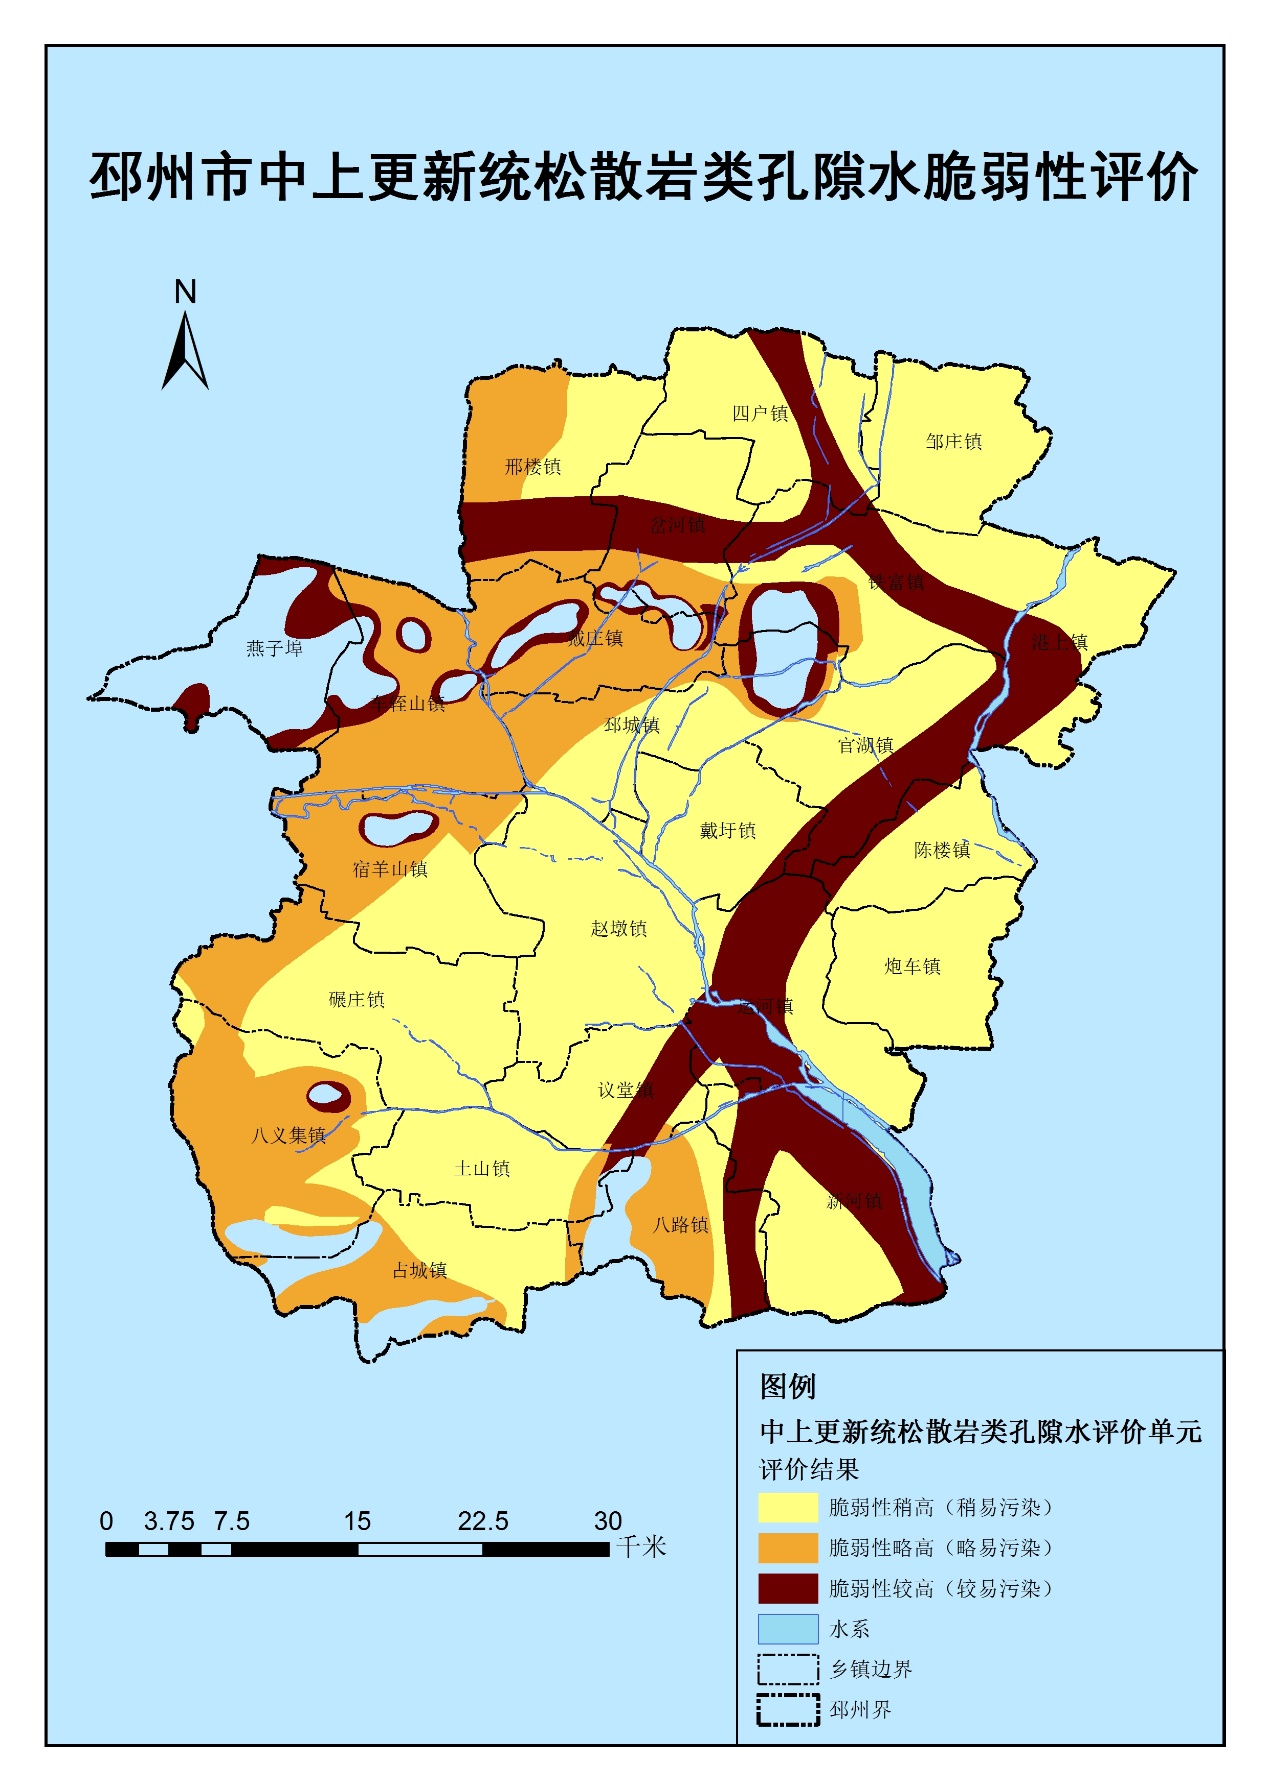 邳州市中上更新统松散岩类孔隙水脆弱性评价
N
四户镇
邹庄镇
邢楼镇
岔河镇
铁富镇
燕子埠
戴庄镇
港上镇
车辐山镇
邳城镇
官湖镇
戴圩镇
陈楼镇
宿羊山镇
赵墩镇
炮车镇
碾庄镇
运河镇
议堂镇
八义集镇
土山镇
新河镇
八路镇
占城镇
图例
中上更新统松散岩类孔隙水评价单元
评价结果
脆弱性稍高（稍易污染）
脆弱性略高（略易污染）
脆弱性较高（较易污染）
水系
乡镇边界
邳州界
0 3.75 7.5 15 22.5 30
千米